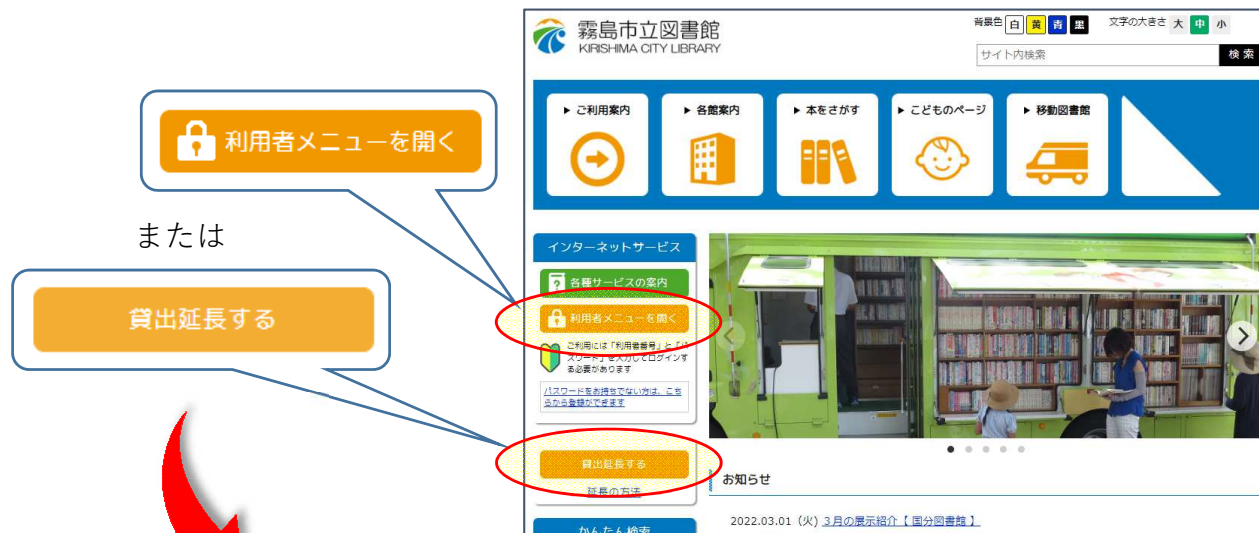 霧島市立図書館
KIRISHIMA CITY LIBRARY
背景色 白 黄 青 黒 文字の大きさ 大 中 小
サイト内検索 検索
▶ ご利用案内
▶ 各館案内
▶ 本をさがす
▶ こどものページ
▶ 移動図書館
利用者メニューを開く
または
貸出延長する
インターネットサービス
各種サービスの案内
利用者メニューを開く
ご利用には「利用者番号」と「パ
スワード」を入力してログインす
る必要があります
パスワードをお持ちでない方は、こち
らから登録ができます
貸出延長する
延長の方法
かんたん検索
お知らせ
2022.03.01（火）３月の展示紹介【 国分図書館 】